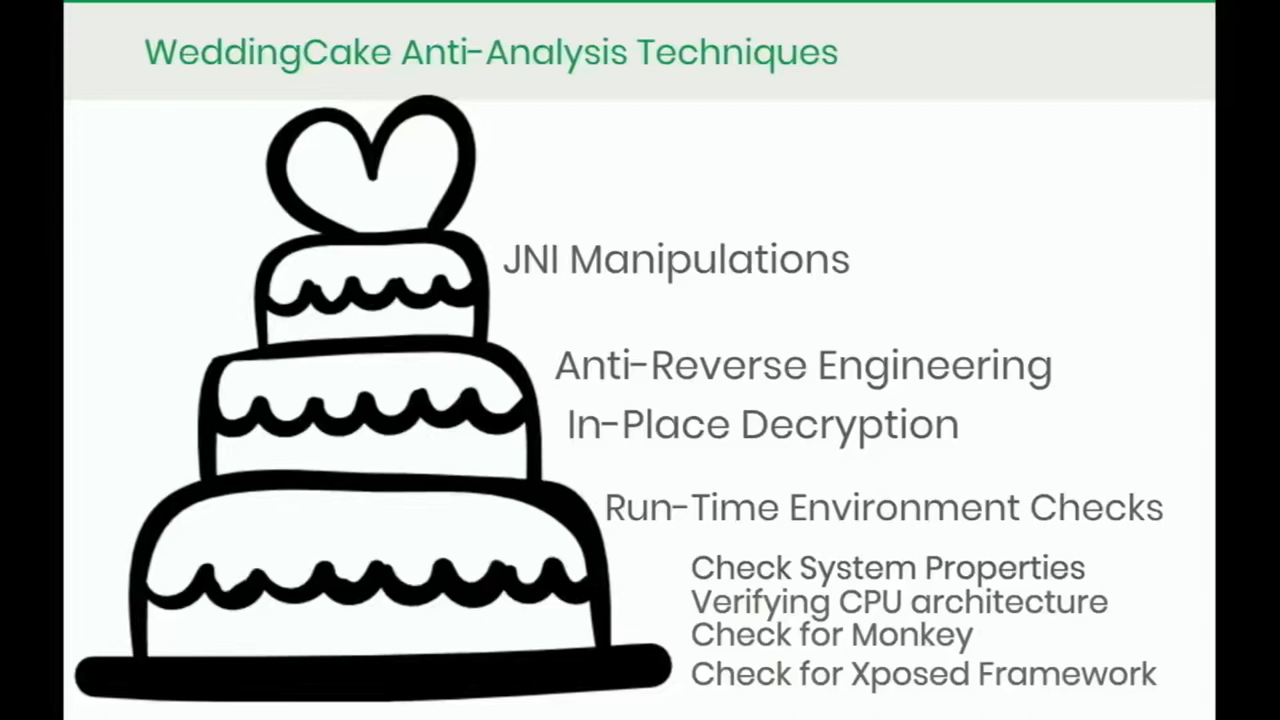 WeddingCake Anti-Analysis Techniques
JNI Manipulations
Anti-Reverse Engineering
In-Place Decryption
Run-Time Environment Checks
Check System Properties
Verifying CPU architecture
Check for Monkey
Check for Xposed Framework